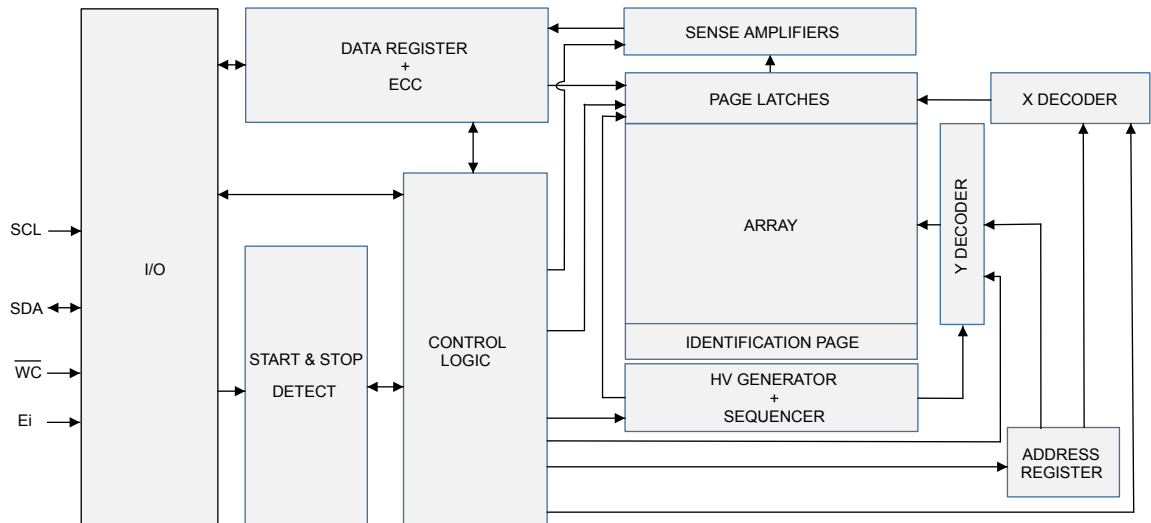 DATA REGISTER
+
ECC
SENSE AMPLIFIERS
PAGE LATCHES
X DECODER
ARRAY
Y DECODER
SCL
I/O
SDA
WC
Ei
START & STOP
DETECT
CONTROL
LOGIC
IDENTIFICATION PAGE
HV GENERATOR
+
SEQUENCER
ADDRESS
REGISTER